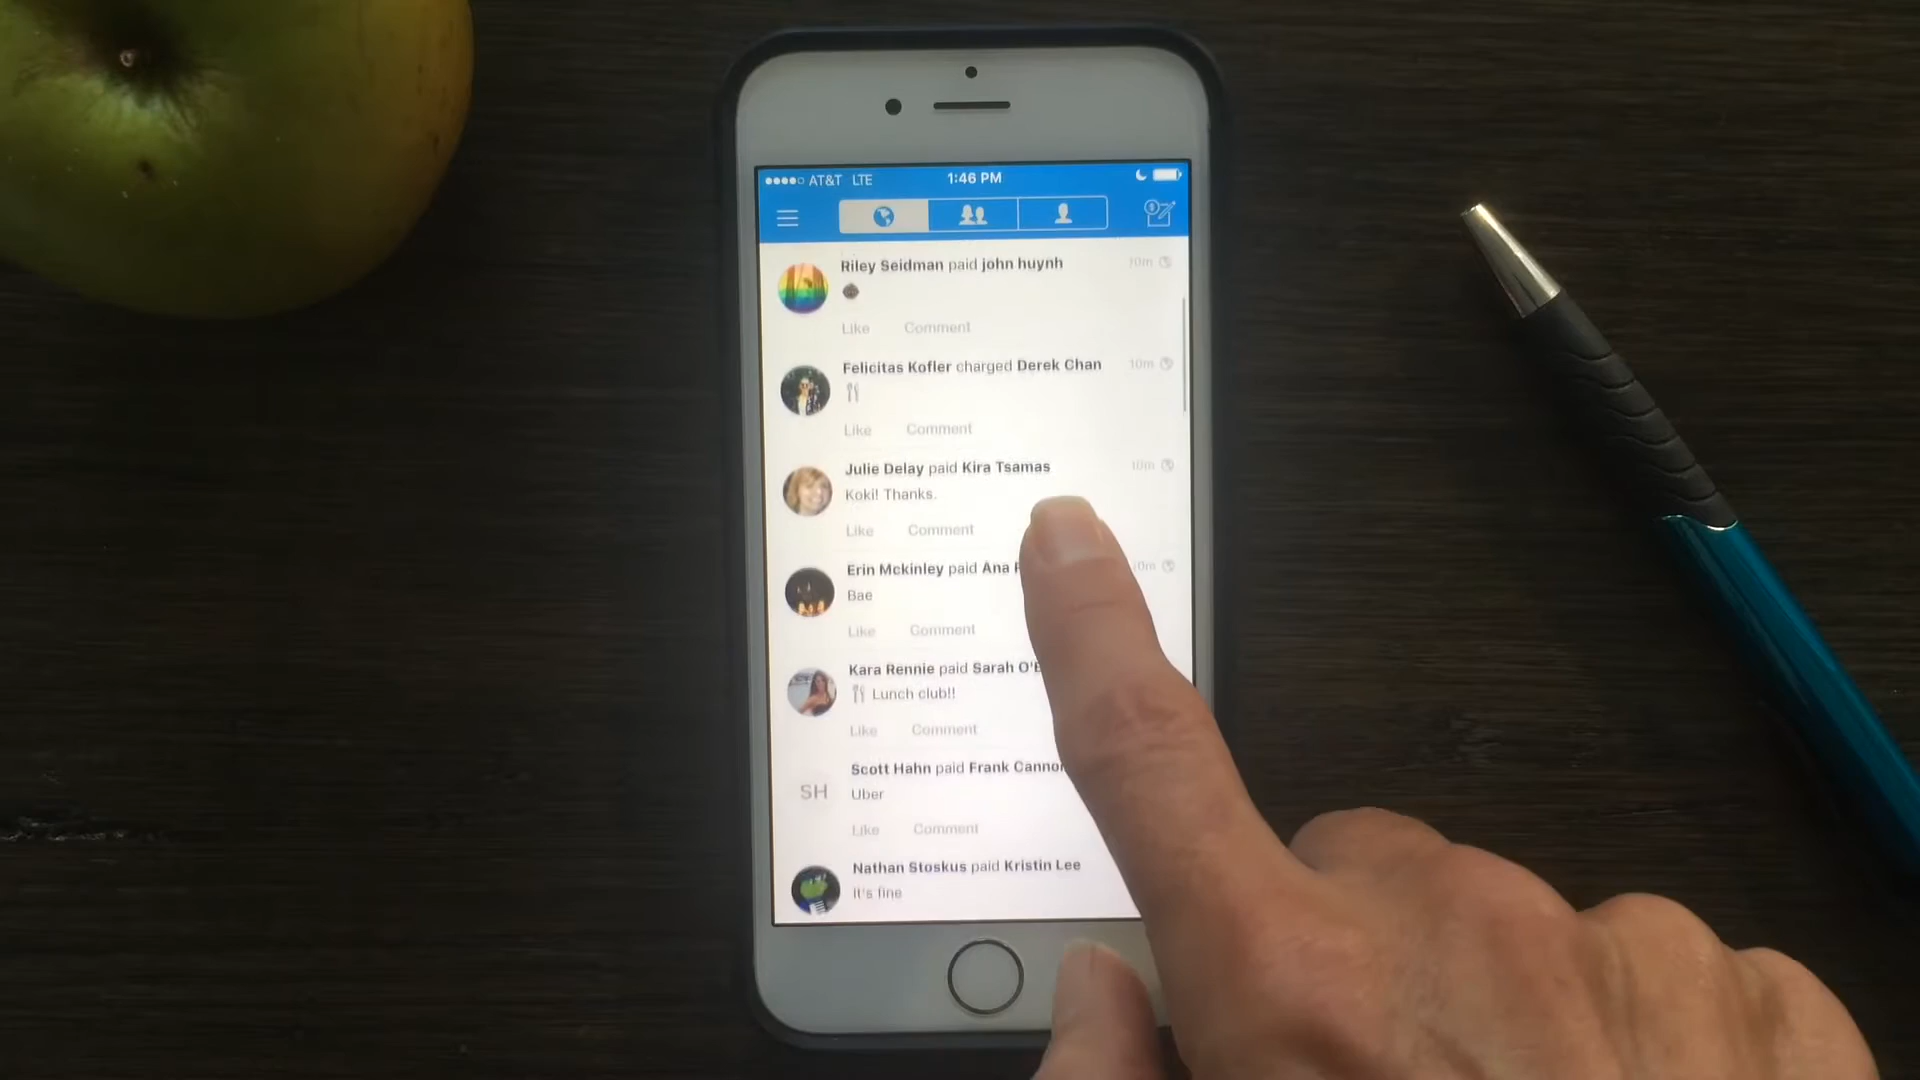 AT&T LTE 1:46 PM
Riley Seidman paid john huynh 10m
Like Comment
Felicitas Kofler charged Derek Chan 10m
Like Comment
Julie Delay paid Kira Tsamas 10m
Koki! Thanks.
Like Comment
Erin Mckinley paid Ana 10m
Bae
Like Comment
Kara Rennie paid Sarah
Lunch club!!
Like Comment
SH
Scott Hahn paid Frank Cannon
Uber
Like Comment
Nathan Stoskus paid Kristin Lee
It's fine